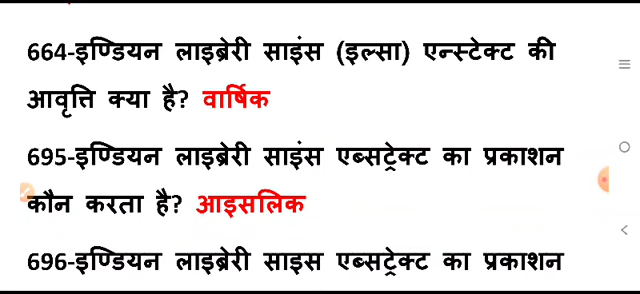 664-इण्डियन लाइब्रेरी साइंस (इल्सा) एन्स्टेक्ट की
आवृत्ति क्या है? वार्षिक
695-इण्डियन लाइब्रेरी साइंस एब्सट्रेक्ट का प्रकाशन
कौन करता है? आइसलिक
696-इण्डियन लाइब्रेरी साइस एब्सट्रेक्ट का प्रकाशन